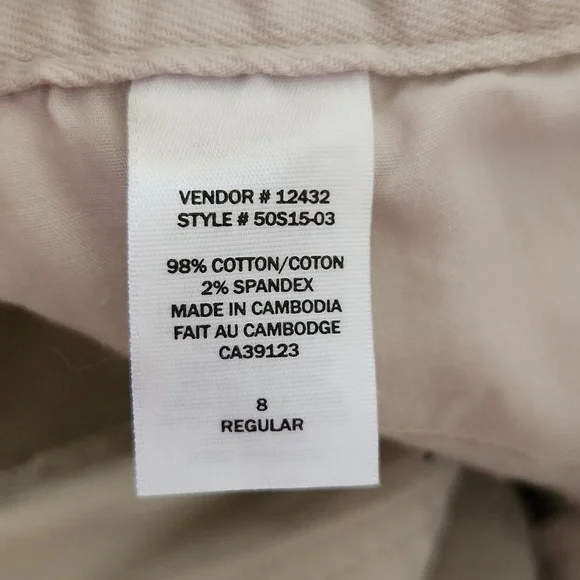 VENDOR # 12432
STYLE # 50S15-03
98% COTTON/COTON
2% SPANDEX
MADE IN CAMBODIA
FAIT AU CAMBODGE
CA39123
8
REGULAR